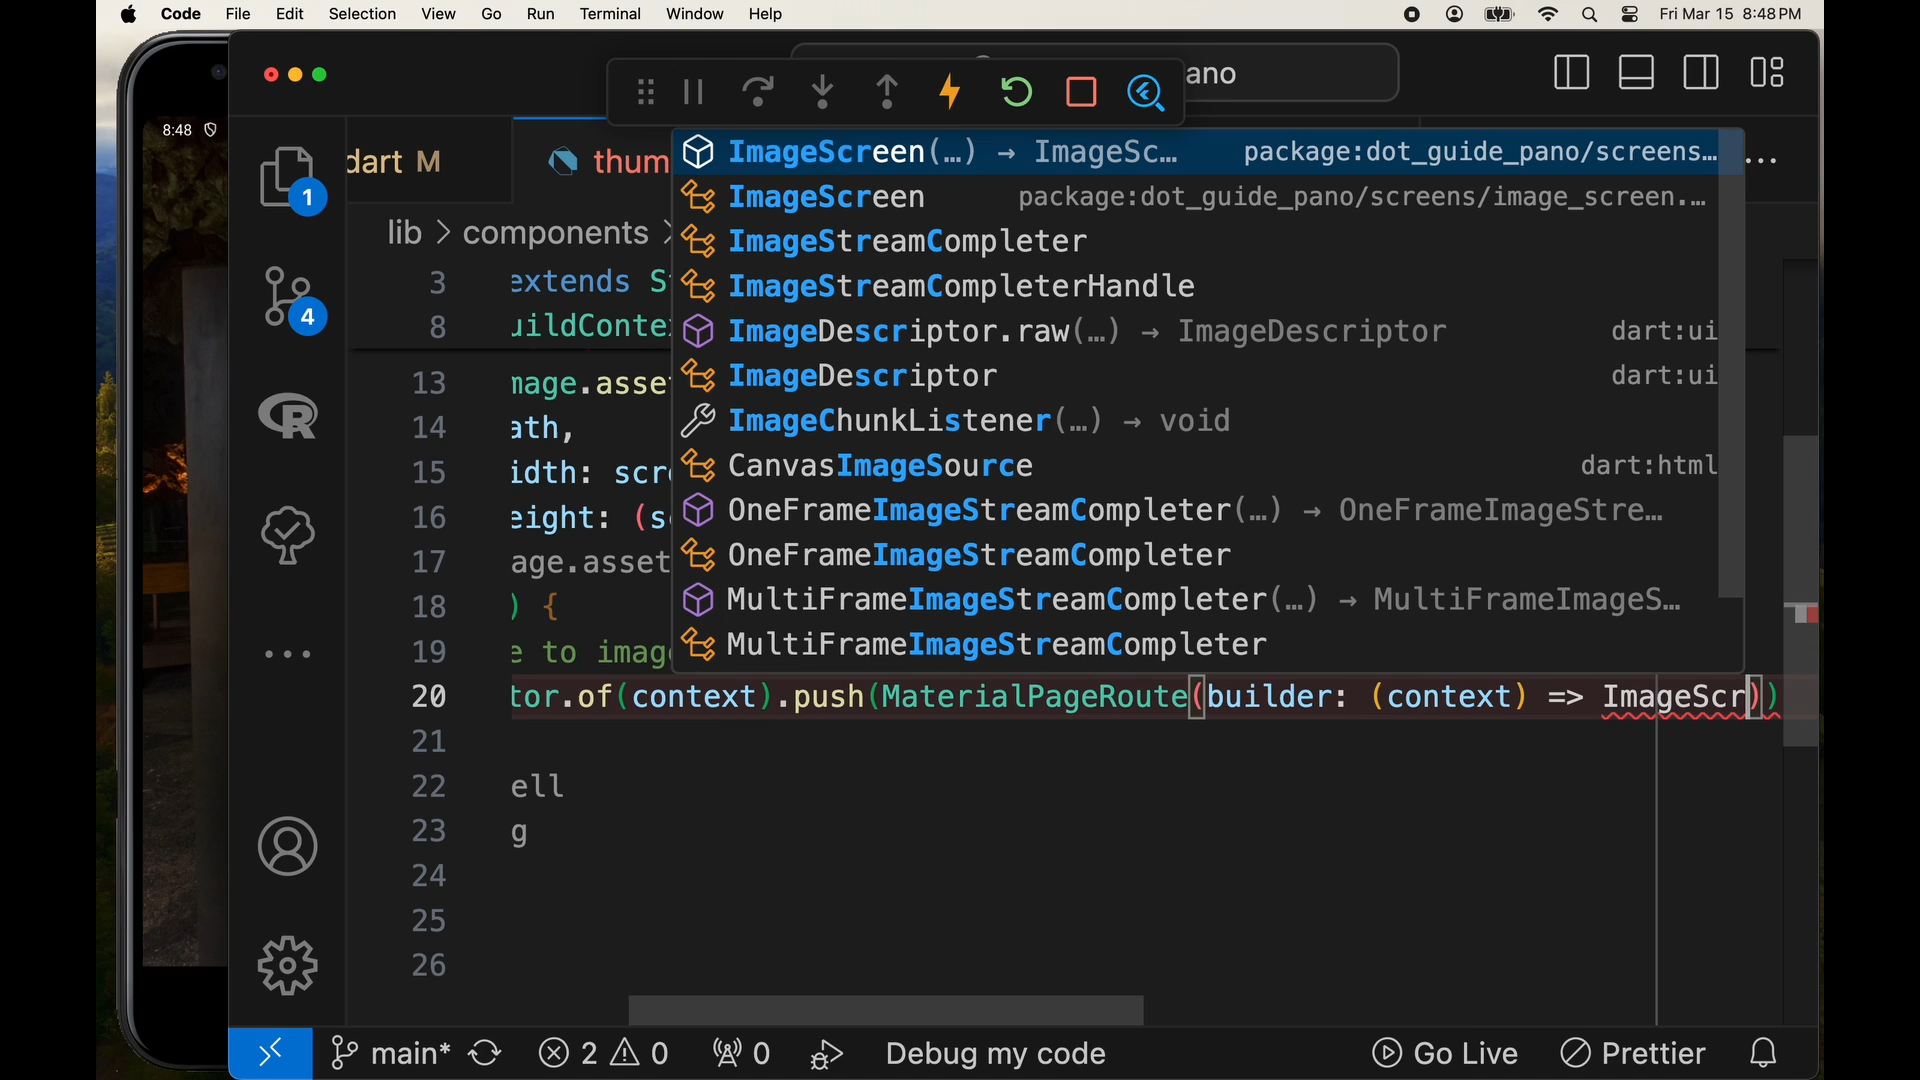 Code File Edit Selection View Go Run Terminal Window Help Fri Mar 15 8:48 PM
ano
8:48
dart M thum
ImageScreen(…) → ImageSc… package:dot_guide_pano/screens…
ImageScreen package:dot_guide_pano/screens/image_screen.…
ImageStreamCompleter
ImageStreamCompleterHandle
ImageDescriptor.raw(…) → ImageDescriptor dart:ui
ImageDescriptor dart:ui
ImageChunkListener(…) → void
CanvasImageSource dart:html
OneFrameImageStreamCompleter(…) → OneFrameImageStre…
OneFrameImageStreamCompleter
MultiFrameImageStreamCompleter(…) → MultiFrameImageS…
MultiFrameImageStreamCompleter
1
4
lib > components >
3 extends S
8 uildConte
13 mage.asse
14 ath,
15 idth: scr
16 eight: (s
17 age.asset
18 ) {
19 e to imag
20 tor.of(context).push(MaterialPageRoute(builder: (context) => ImageScr))
21
22 ell
23 g
24
25
26
main* 2 0 0 Debug my code Go Live Prettier